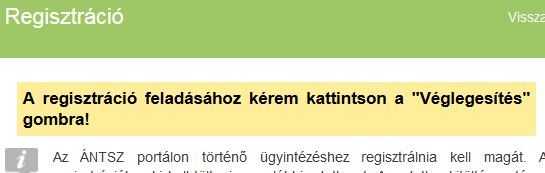 Regisztráció
Vissza
A regisztráció feladásához kérem kattintson a "Véglegesítés"
gombra!
Az ÁNTSZ portálon történő ügyintézéshez regisztrálnia kell magát. A